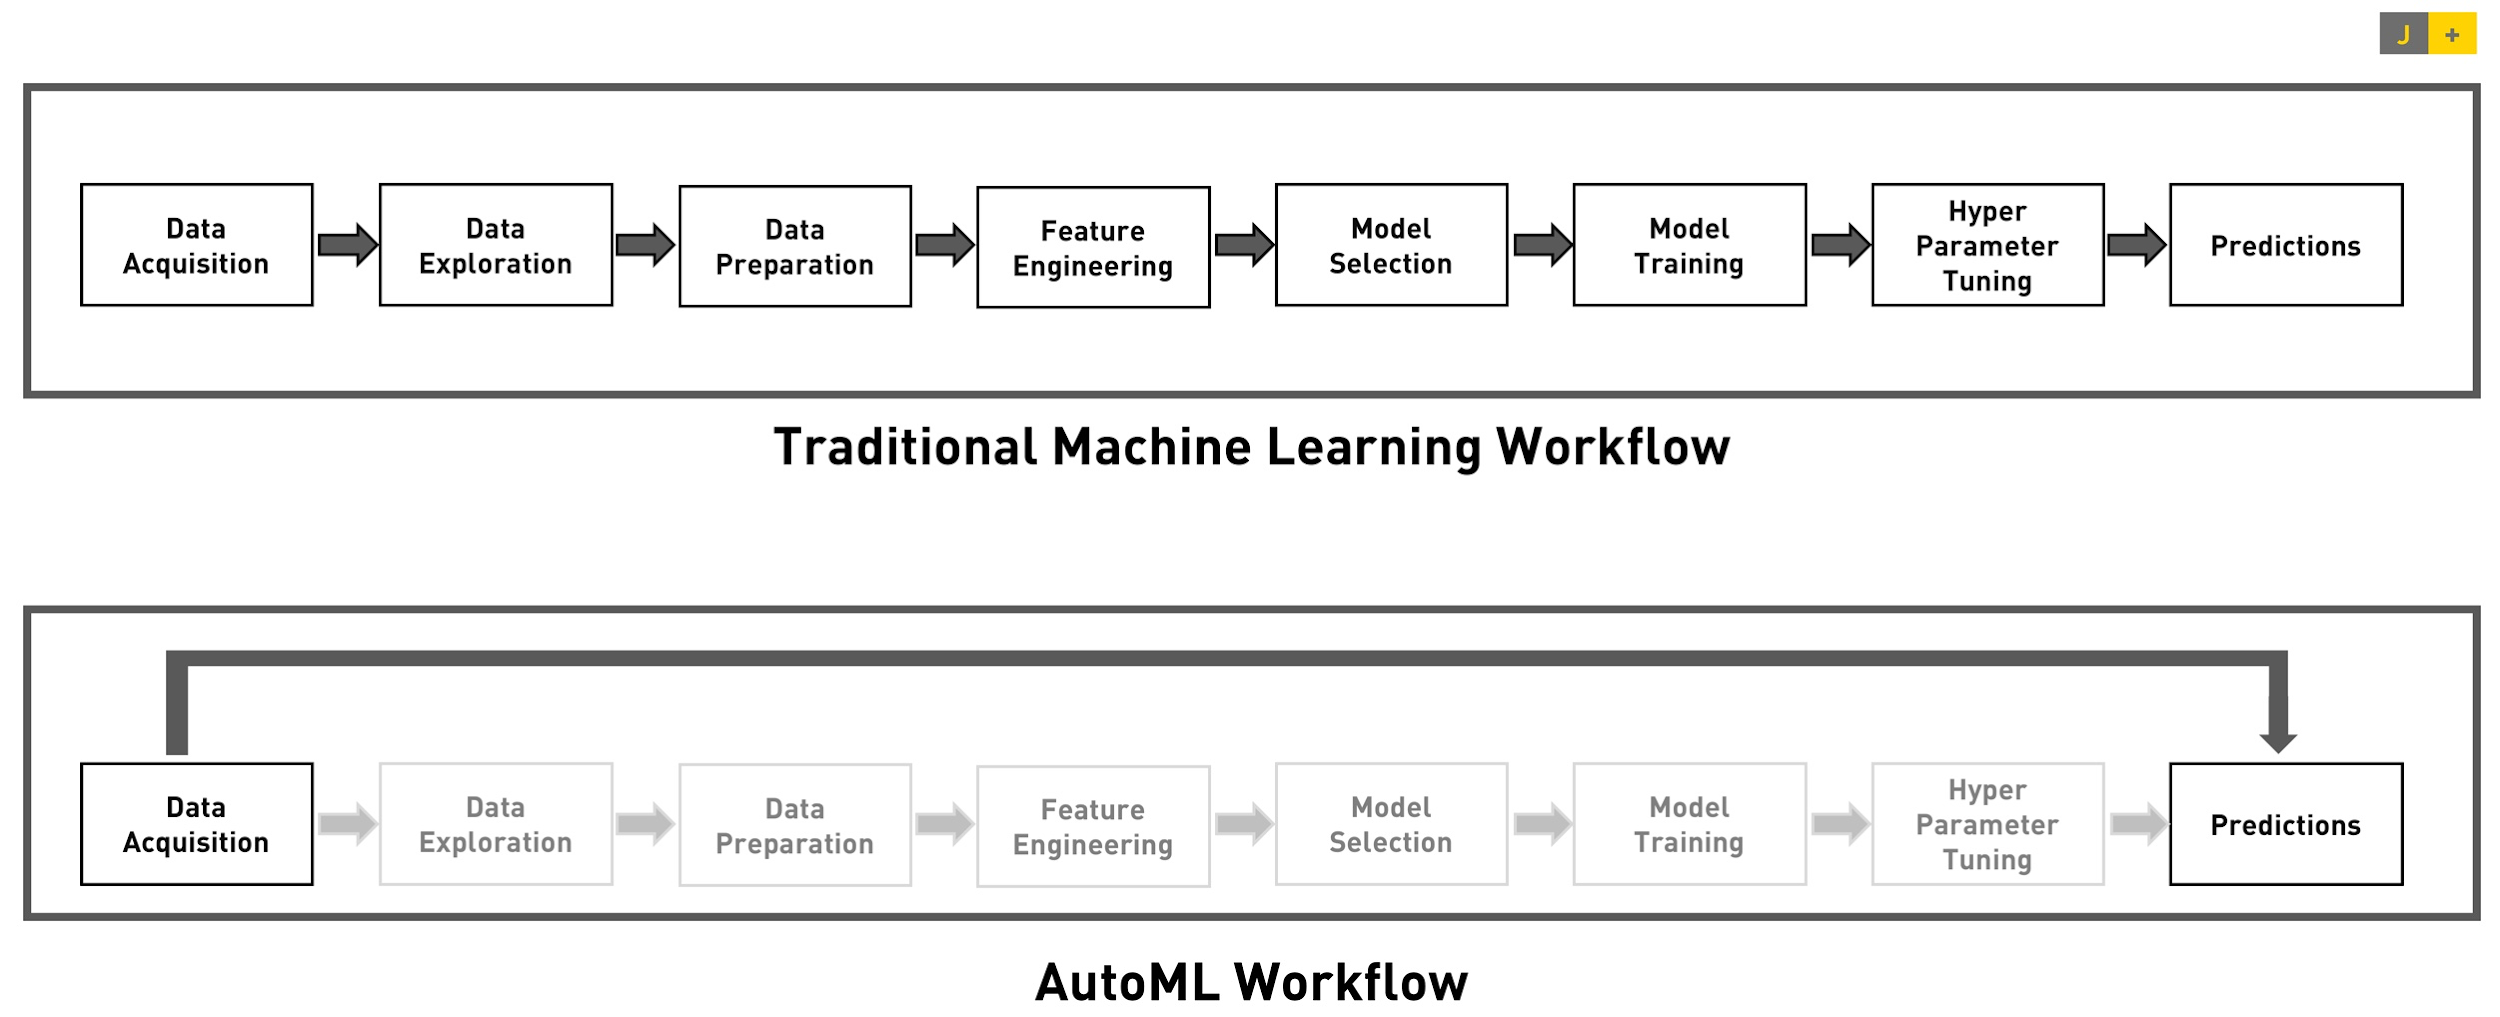 J +
Data
Acquisition
Data
Exploration
Data
Preparation
Feature
Engineering
Model
Selection
Model
Training
Hyper
Parameter
Tuning
Predictions
Traditional Machine Learning Workflow
Data
Acquisition
Data
Exploration
Data
Preparation
Feature
Engineering
Model
Selection
Model
Training
Hyper
Parameter
Tuning
Predictions
AutoML Workflow